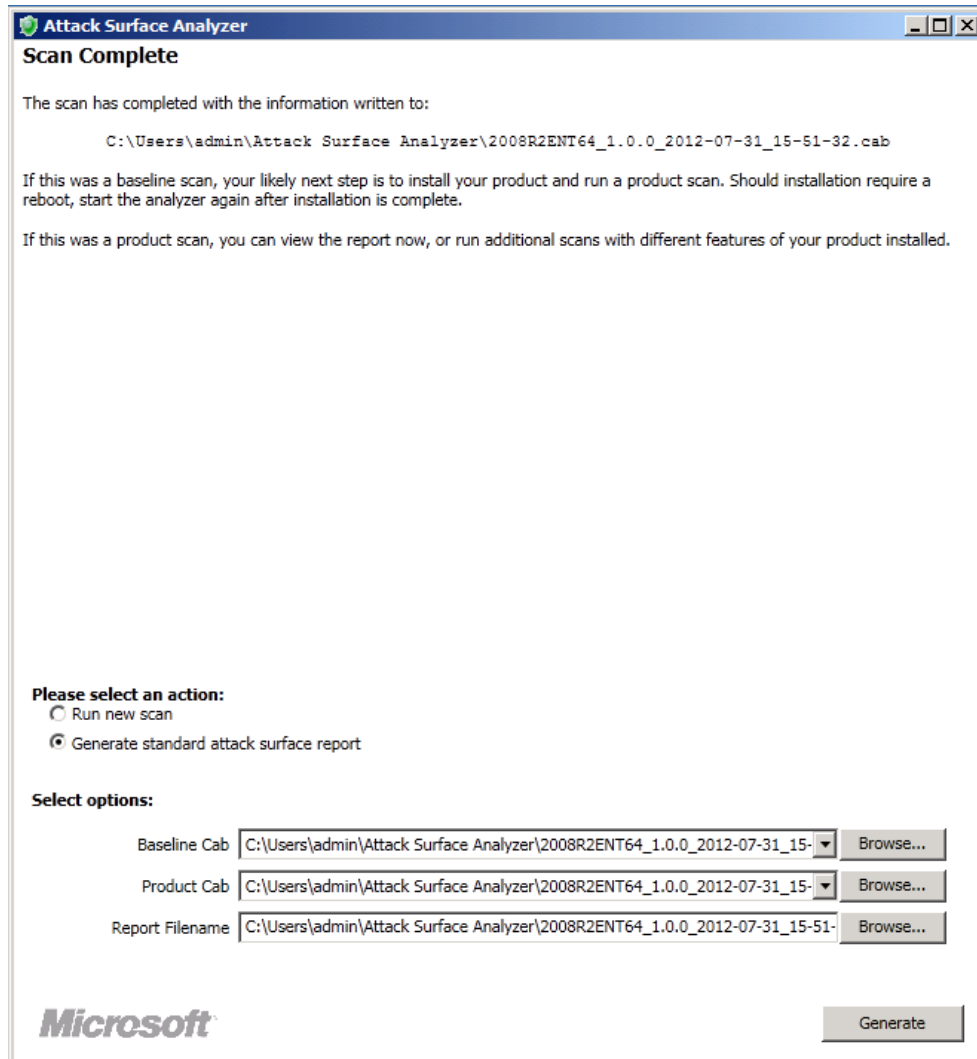 Attack Surface Analyzer
Scan Complete
The scan has completed with the information written to:
C:\Users\admin\Attack Surface Analyzer\2008R2ENT64_1.0.0_2012-07-31_15-51-32.cab
If this was a baseline scan, your likely next step is to install your product and run a product scan. Should installation require a
reboot, start the analyzer again after installation is complete.
If this was a product scan, you can view the report now, or run additional scans with different features of your product installed.
Please select an action:
Run new scan
Generate standard attack surface report
Select options:
Baseline Cab C:\Users\admin\Attack Surface Analyzer\2008R2ENT64_1.0.0_2012-07-31_15- Browse...
Product Cab C:\Users\admin\Attack Surface Analyzer\2008R2ENT64_1.0.0_2012-07-31_15- Browse...
Report Filename C:\Users\admin\Attack Surface Analyzer\2008R2ENT64_1.0.0_2012-07-31_15-51- Browse...
Microsoft Generate